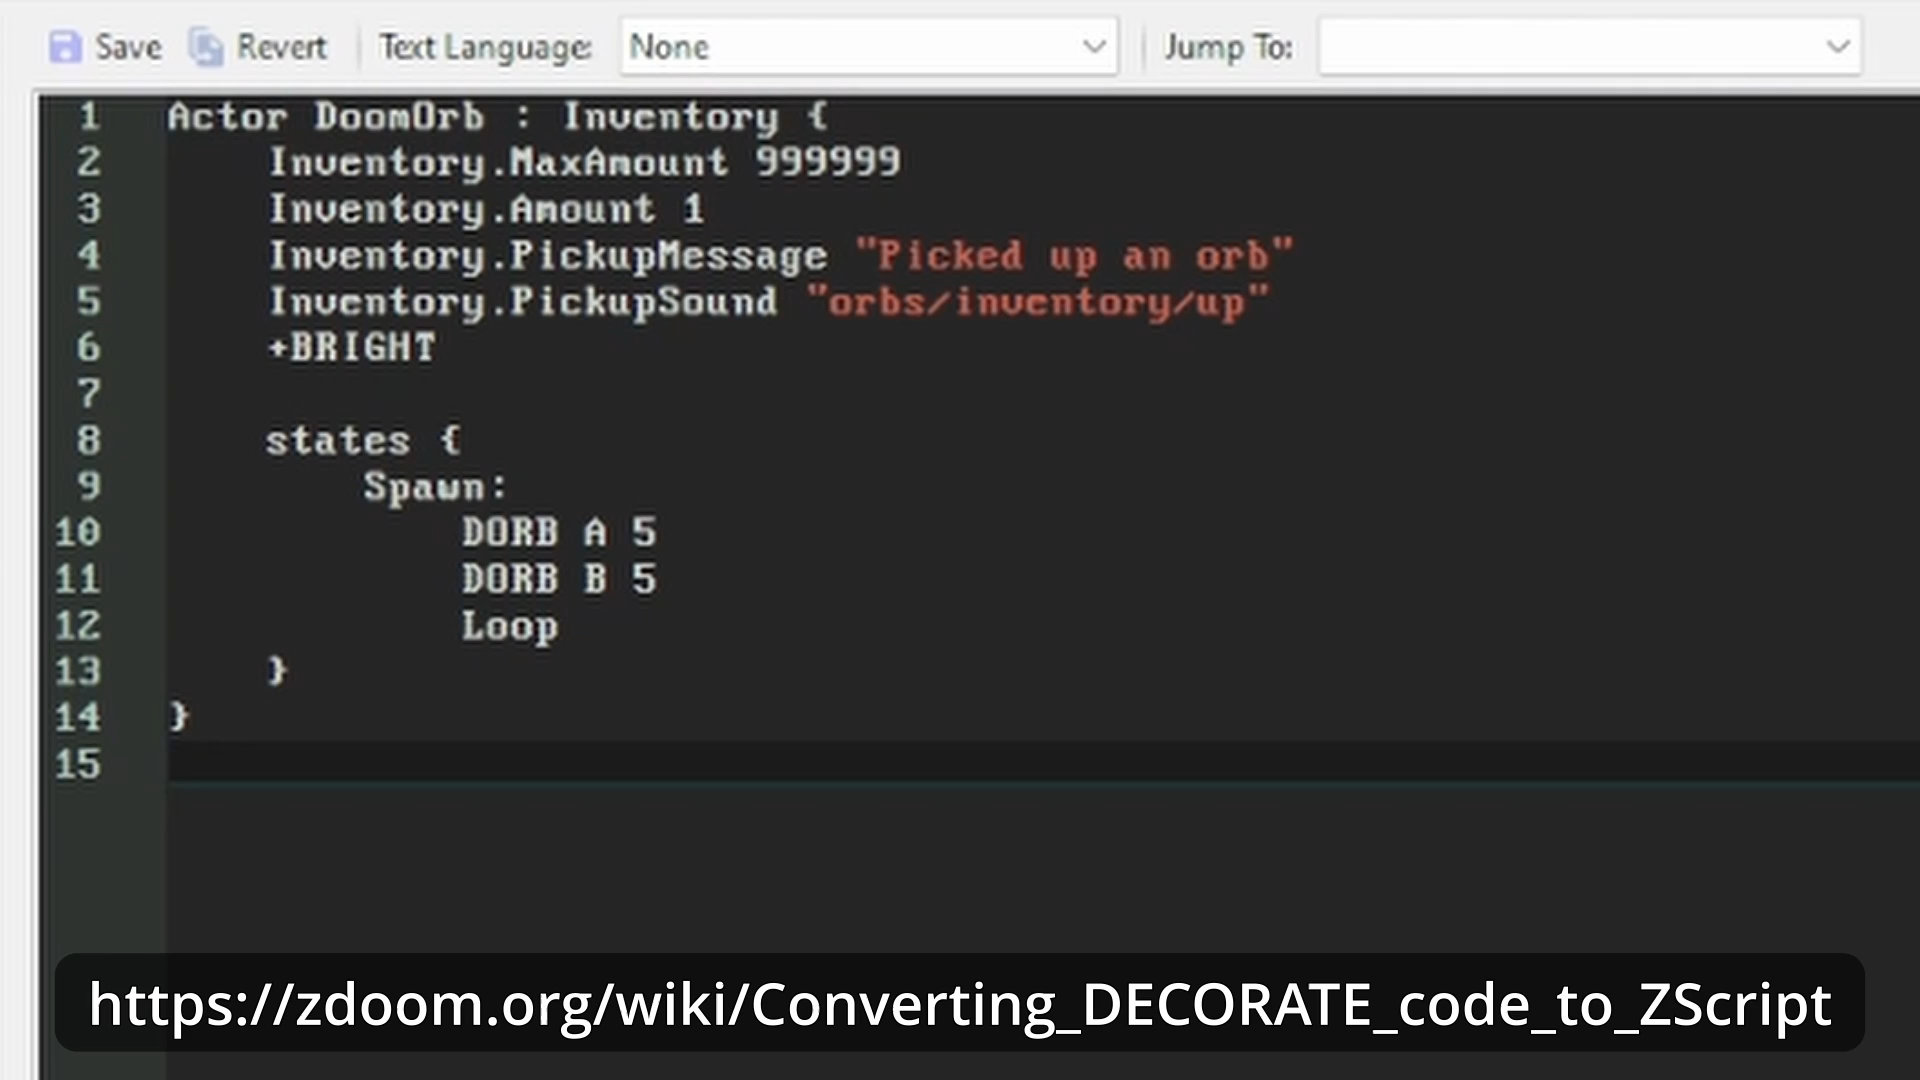 Save Revert Text Language: None Jump To:
1 Actor DoomOrb : Inventory {
2 Inventory.MaxAmount 999999
3 Inventory.Amount 1
4 Inventory.PickupMessage "Picked up an orb"
5 Inventory.PickupSound "orbs/inventory/up"
6 +BRIGHT
7
8 states {
9 Spawn:
10 DORB A 5
11 DORB B 5
12 Loop
13 }
14 }
15
https://zdoom.org/wiki/Converting_DECORATE_code_to_ZScript